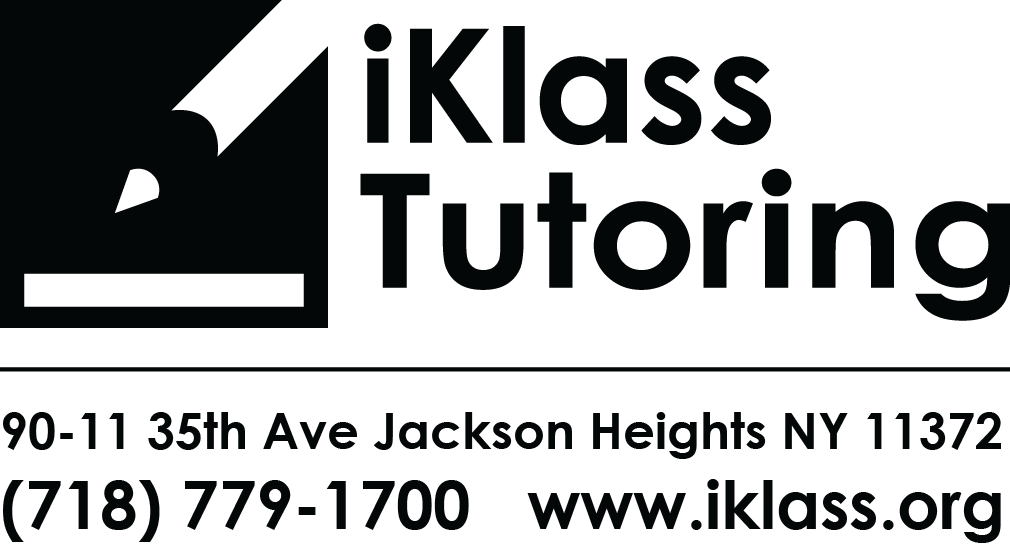 iKlass
Tutoring
90-11 35th Ave Jackson Heights NY 11372
(718) 779-1700 www.iklass.org